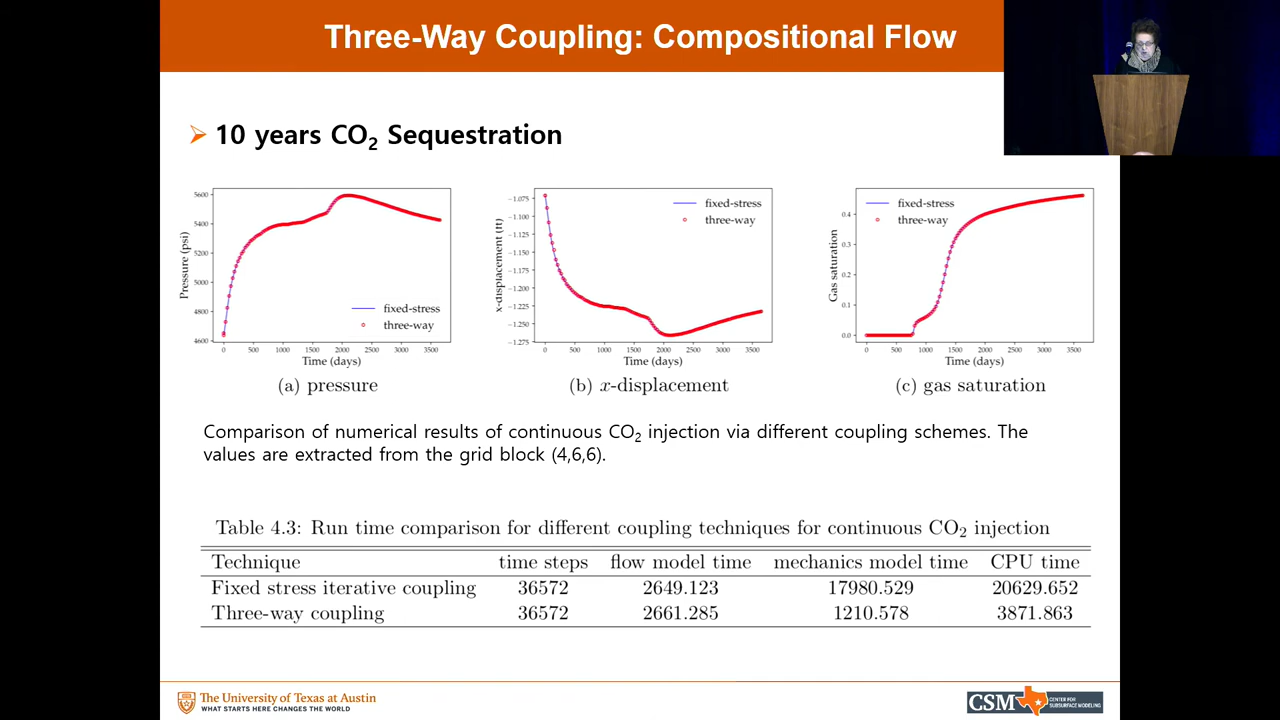 Three-Way Coupling: Compositional Flow
10 years CO2 Sequestration
5600
5400
5200
5000
4800
4600
Pressure (psi)
0 500 1000 1500 2000 2500 3000 3500
Time (days)
fixed-stress
three-way
(a) pressure
−1.075
−1.100
−1.125
−1.150
−1.175
−1.200
−1.225
−1.250
−1.275
x-displacement (ft)
0 500 1000 1500 2000 2500 3000 3500
Time (days)
fixed-stress
three-way
(b) x-displacement
0.4
0.3
0.2
0.1
0.0
Gas saturation
0 500 1000 1500 2000 2500 3000 3500
Time (days)
fixed-stress
three-way
(c) gas saturation
Comparison of numerical results of continuous CO2 injection via different coupling schemes. The
values are extracted from the grid block (4,6,6).
Table 4.3: Run time comparison for different coupling techniques for continuous CO2 injection
Technique time steps flow model time mechanics model time CPU time
Fixed stress iterative coupling 36572 2649.123 17980.529 20629.652
Three-way coupling 36572 2661.285 1210.578 3871.863
The University of Texas at Austin
WHAT STARTS HERE CHANGES THE WORLD
CSM
CENTER FOR
SUBSURFACE MODELING